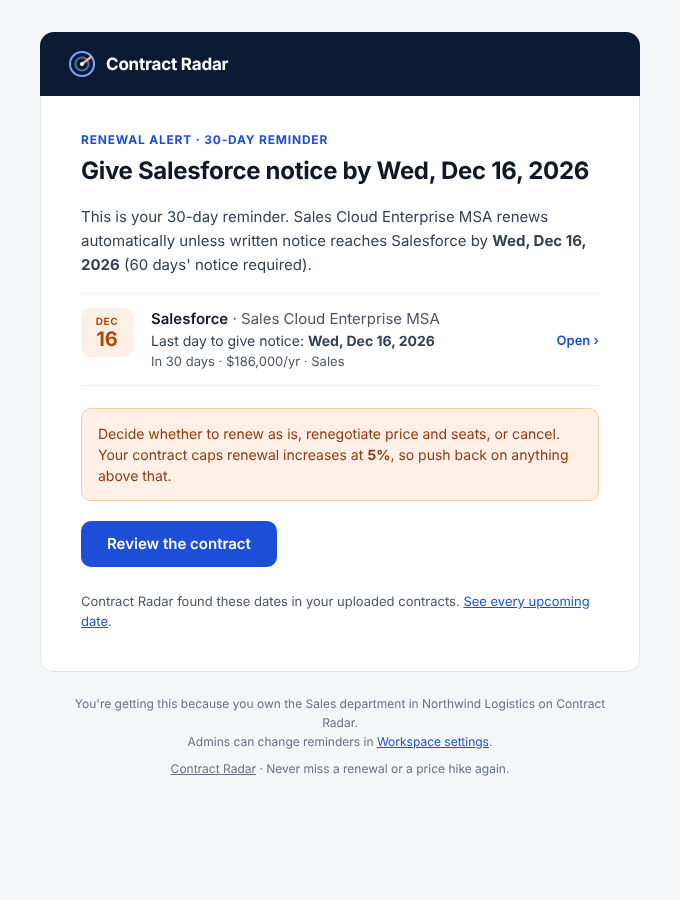 Contract Radar
RENEWAL ALERT · 30-DAY REMINDER
Give Salesforce notice by Wed, Dec 16, 2026
This is your 30-day reminder. Sales Cloud Enterprise MSA renews
automatically unless written notice reaches Salesforce by Wed, Dec 16,
2026 (60 days' notice required).
DEC
16
Salesforce · Sales Cloud Enterprise MSA
Last day to give notice: Wed, Dec 16, 2026
In 30 days · $186,000/yr · Sales
Open ›
Decide whether to renew as is, renegotiate price and seats, or cancel.
Your contract caps renewal increases at 5%, so push back on anything
above that.
Review the contract
Contract Radar found these dates in your uploaded contracts. See every upcoming
date.
You're getting this because you own the Sales department in Northwind Logistics on Contract
Radar.
Admins can change reminders in Workspace settings.
Contract Radar · Never miss a renewal or a price hike again.